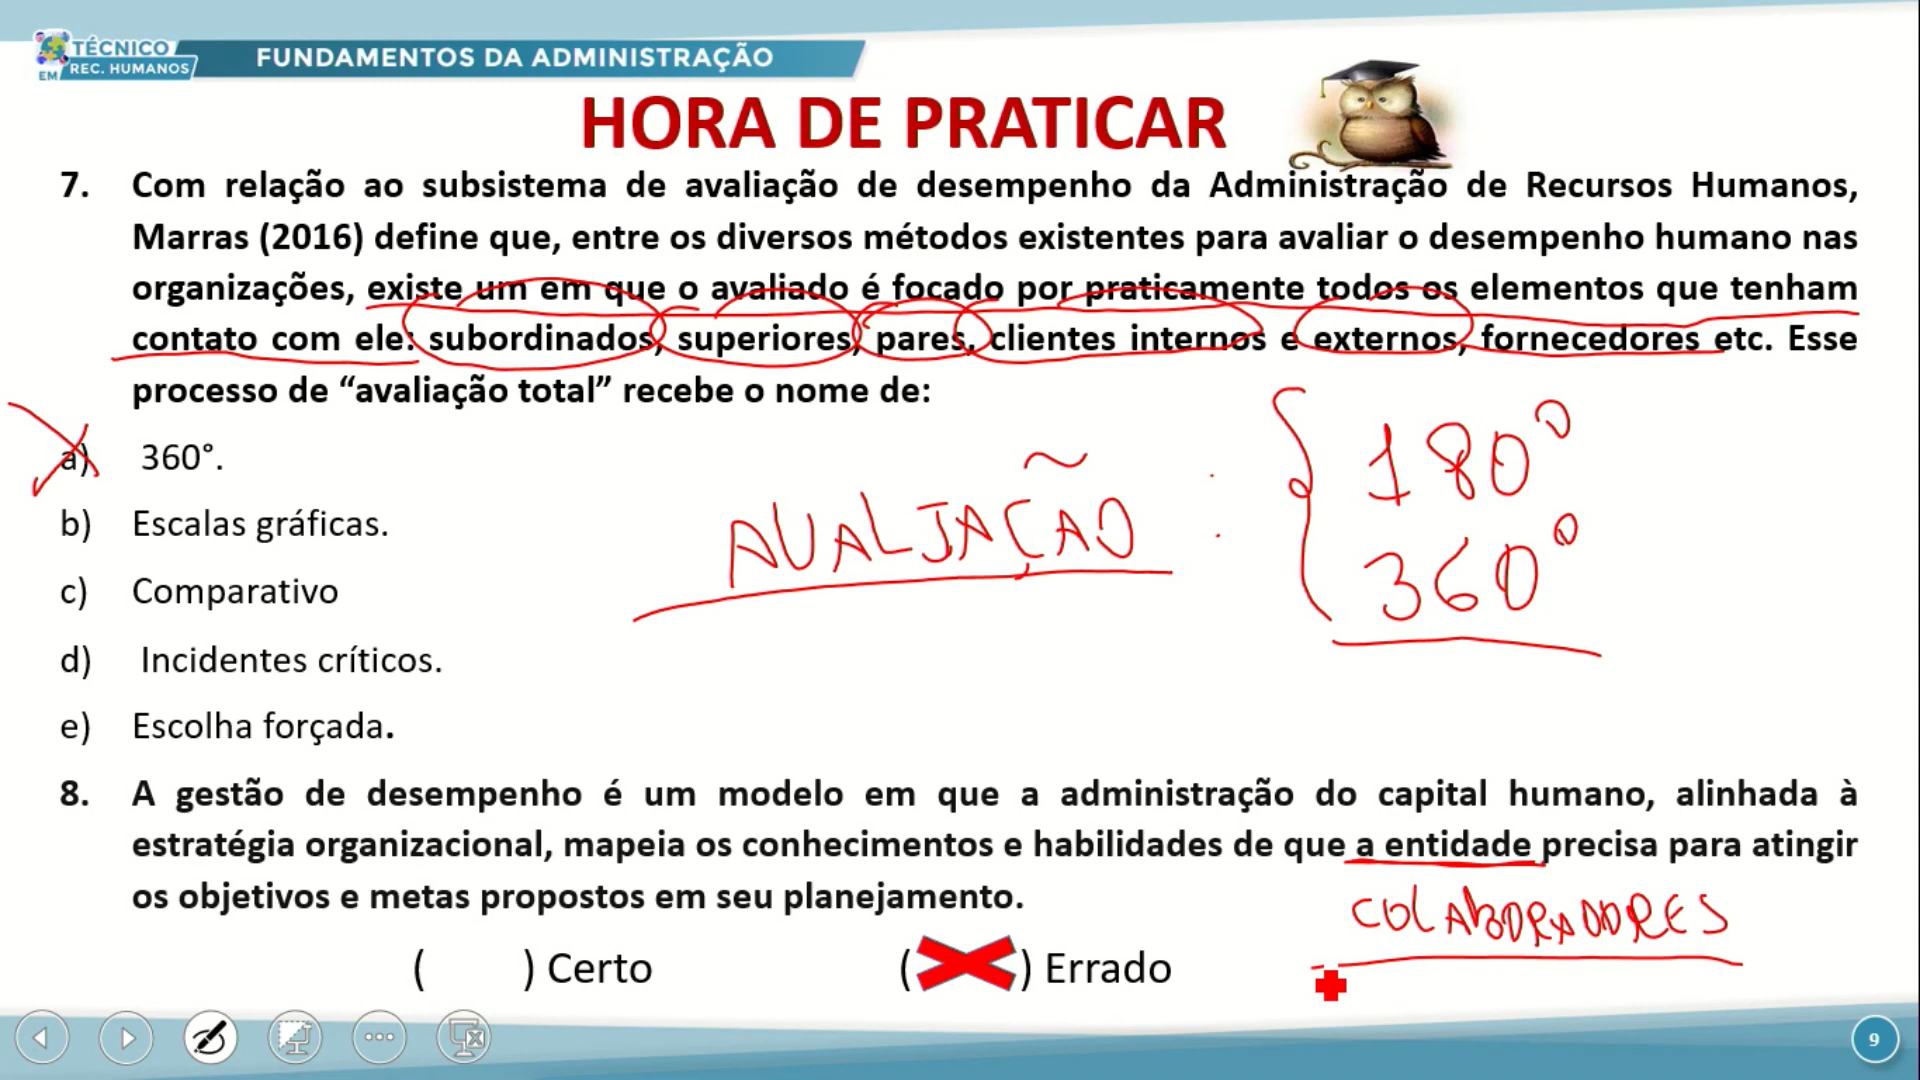 TÉCNICO
EM REC. HUMANOS
FUNDAMENTOS DA ADMINISTRAÇÃO
HORA DE PRATICAR
7. Com relação ao subsistema de avaliação de desempenho da Administração de Recursos Humanos,
Marras (2016) define que, entre os diversos métodos existentes para avaliar o desempenho humano nas
organizações, existe um em que o avaliado é focado por praticamente todos os elementos que tenham
contato com ele: subordinados, superiores, pares, clientes internos e externos, fornecedores etc. Esse
processo de “avaliação total” recebe o nome de:
a) 360°.
b) Escalas gráficas.
c) Comparativo
d) Incidentes críticos.
e) Escolha forçada.
AVALIAÇÃO : { 180°
360°
8. A gestão de desempenho é um modelo em que a administração do capital humano, alinhada à
estratégia organizacional, mapeia os conhecimentos e habilidades de que a entidade precisa para atingir
os objetivos e metas propostos em seu planejamento.
COLABORADORES
( ) Certo ( ) Errado
9